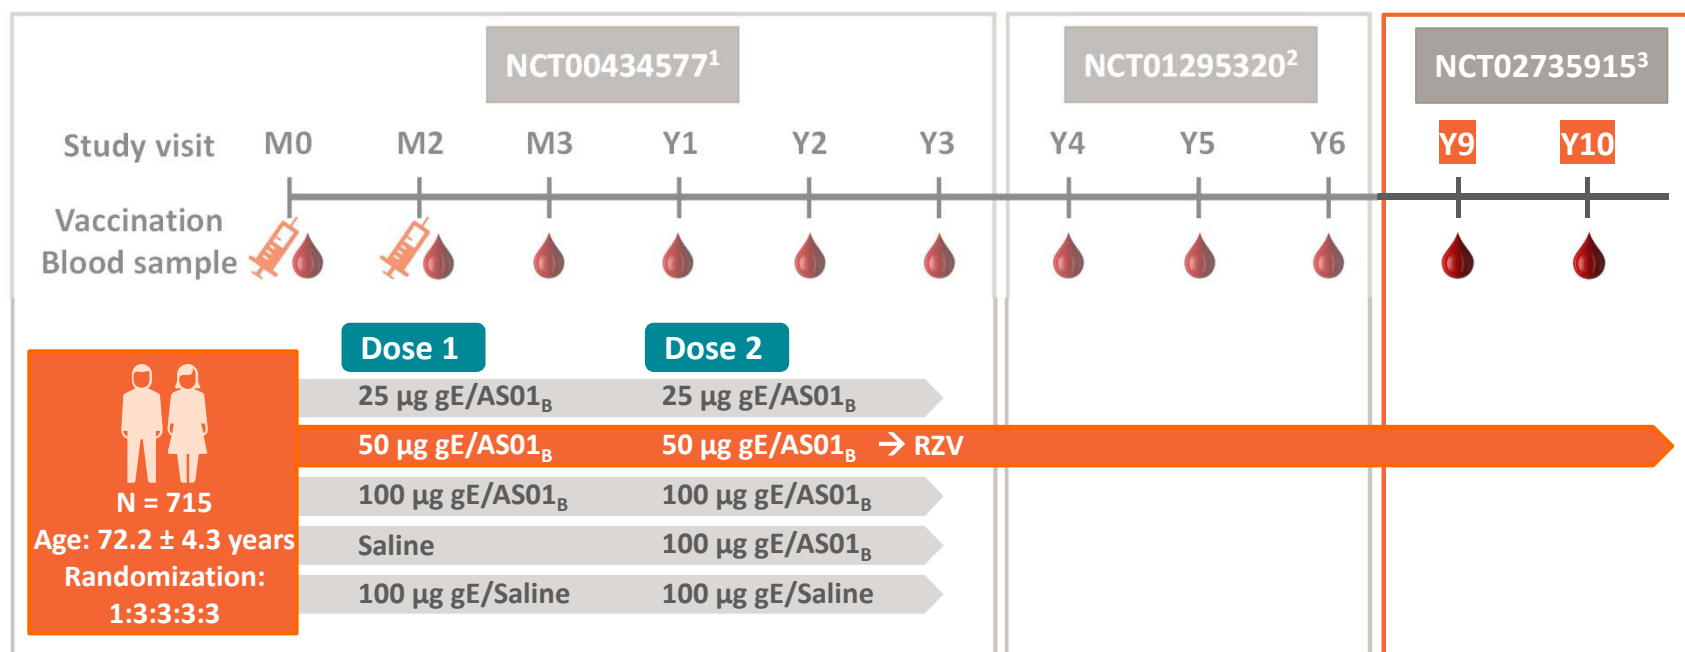 NCT00434577¹ NCT01295320² NCT02735915³
Study visit M0 M2 M3 Y1 Y2 Y3 Y4 Y5 Y6 Y9 Y10
Vaccination
Blood sample
Dose 1 Dose 2
25 µg gE/AS01B 25 µg gE/AS01B
50 µg gE/AS01B 50 µg gE/AS01B → RZV
100 µg gE/AS01B 100 µg gE/AS01B
Saline 100 µg gE/AS01B
100 µg gE/Saline 100 µg gE/Saline
N = 715
Age: 72.2 ± 4.3 years
Randomization:
1:3:3:3:3